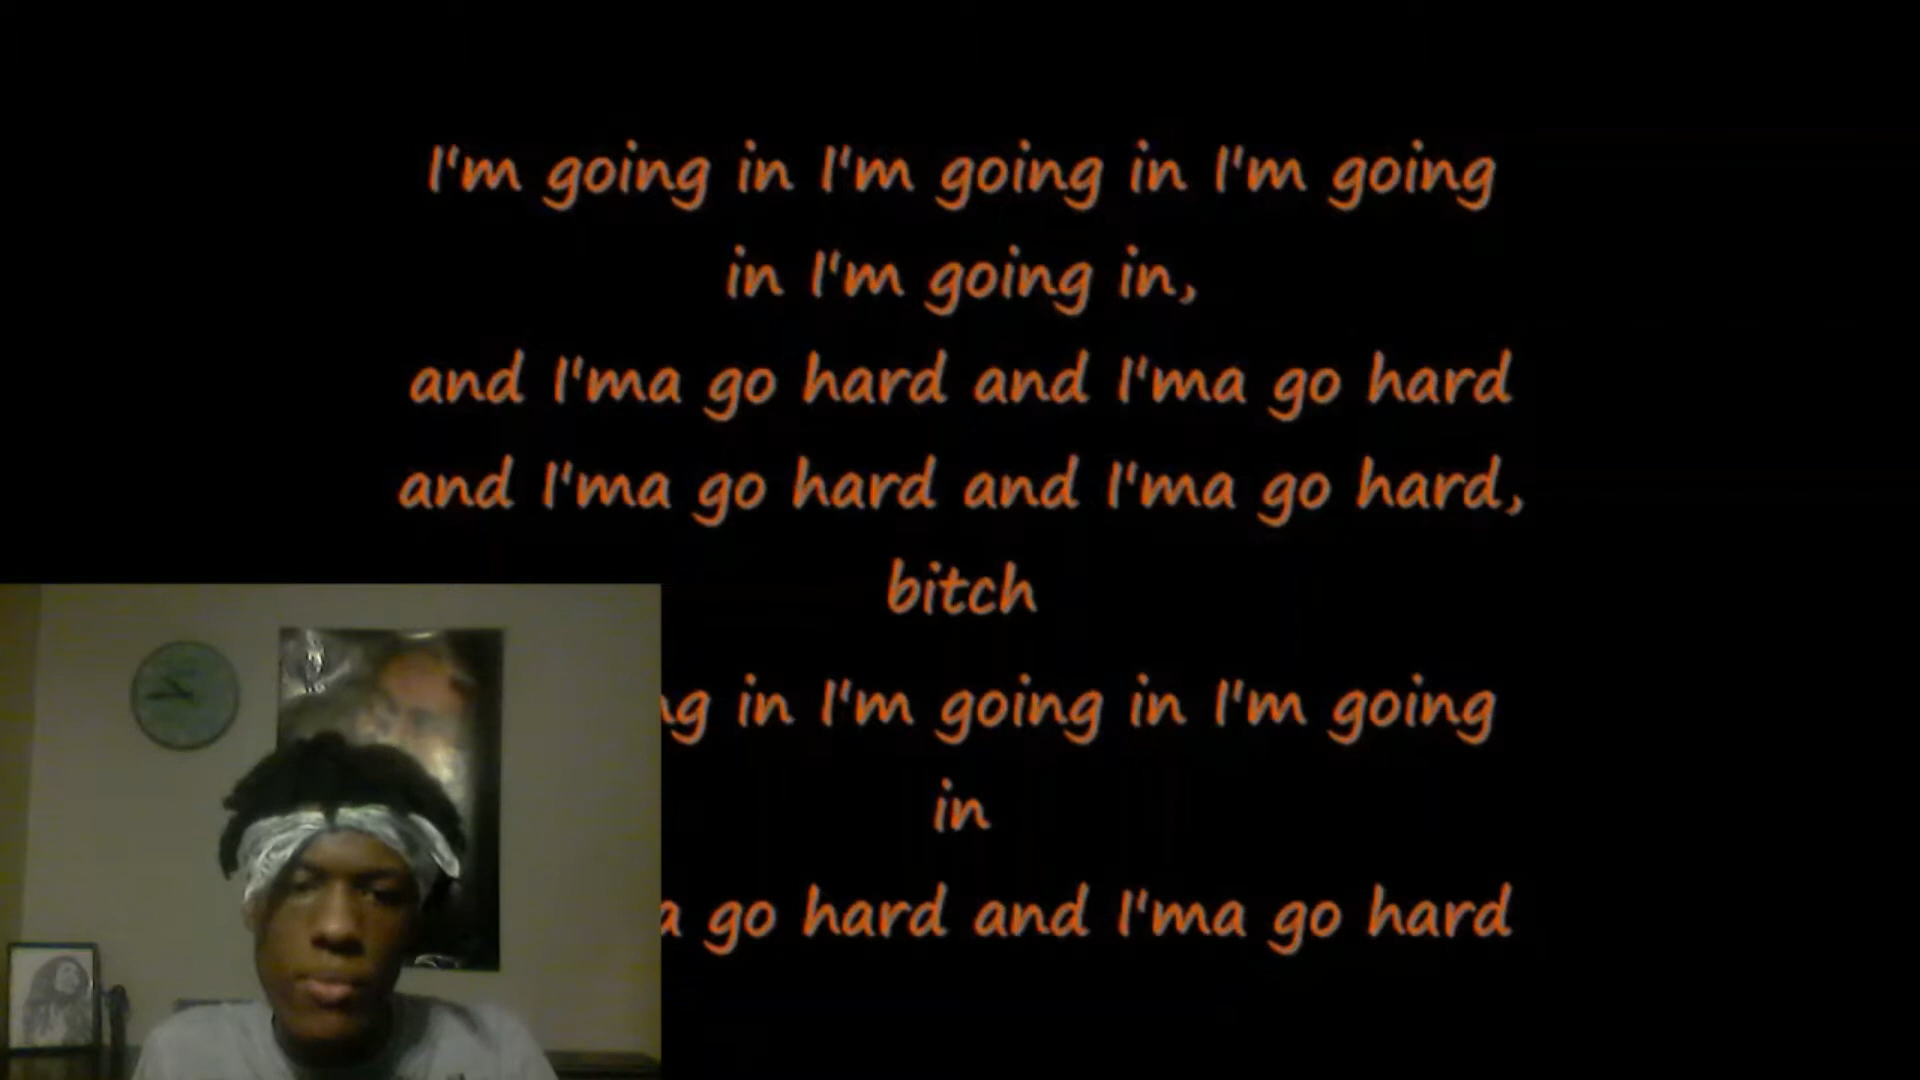 I'm going in I'm going in I'm going
in I'm going in,
and I'ma go hard and I'ma go hard
and I'ma go hard and I'ma go hard,
bitch
in I'm going in I'm going
in
go hard and I'ma go hard